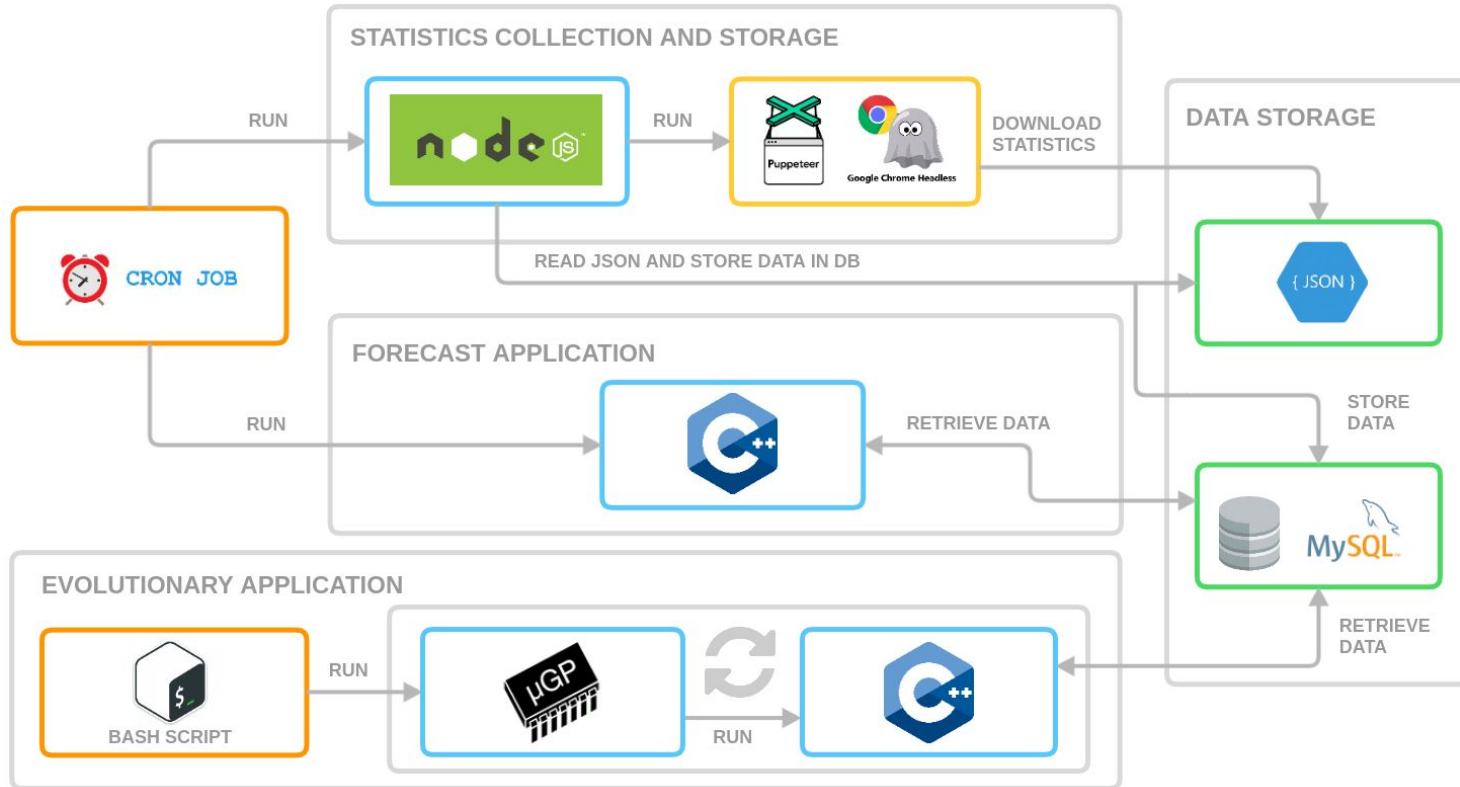 STATISTICS COLLECTION AND STORAGE
RUN
node
JS
RUN
Puppeteer
Google Chrome Headless
DOWNLOAD
STATISTICS
DATA STORAGE
CRON JOB
READ JSON AND STORE DATA IN DB
{ JSON }
FORECAST APPLICATION
RUN
C++
RETRIEVE DATA
STORE
DATA
MySQL
EVOLUTIONARY APPLICATION
$_
BASH SCRIPT
RUN
µGP
RUN
C++
RETRIEVE
DATA